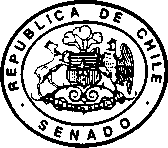 REPUBLICA DE CHILE
SENADO